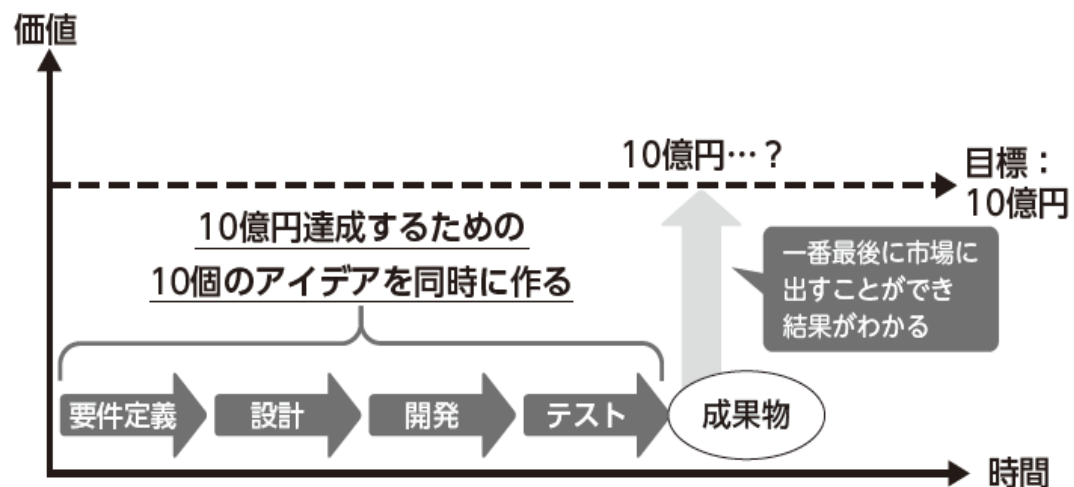 価値
10億円…？
目標：
10億円
10億円達成するための
10個のアイデアを同時に作る
一番最後に市場に
出すことができ
結果がわかる
要件定義
設計
開発
テスト
成果物
時間